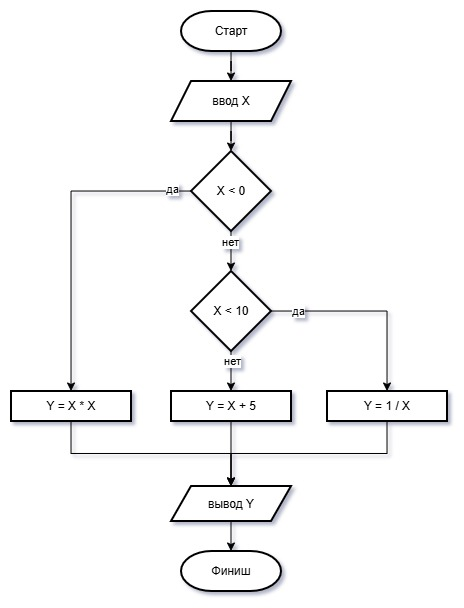 Старт
ввод X
X < 0
да
нет
X < 10
да
нет
Y = X * X
Y = X + 5
Y = 1 / X
вывод Y
Финиш